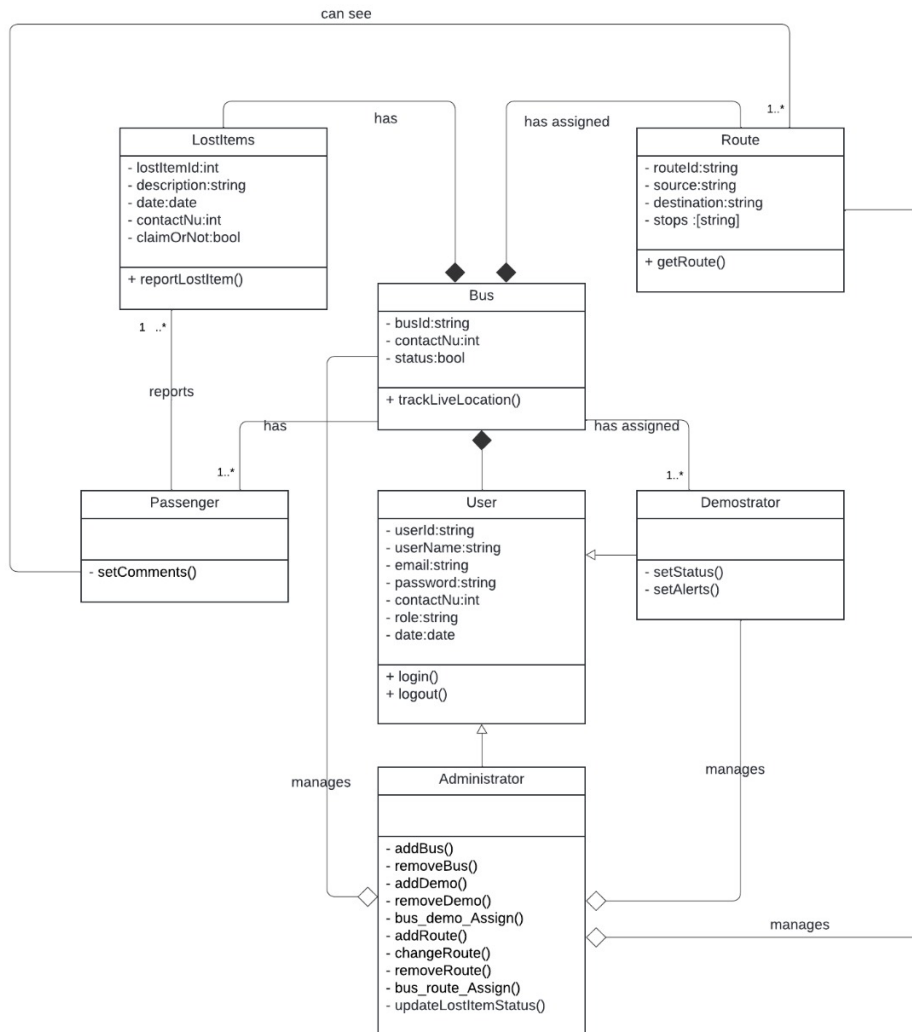 can see
has
has assigned
1..*
LostItems
- lostItemId:int
- description:string
- date:date
- contactNu:int
- claimOrNot:bool
+ reportLostItem()
Route
- routeId:string
- source:string
- destination:string
- stops :[string]
+ getRoute()
Bus
- busId:string
- contactNu:int
- status:bool
+ trackLiveLocation()
1 ..*
reports
has
1..*
has assigned
1..*
Passenger
- setComments()
User
- userId:string
- userName:string
- email:string
- password:string
- contactNu:int
- role:string
- date:date
+ login()
+ logout()
Demostrator
- setStatus()
- setAlerts()
manages
manages
Administrator
- addBus()
- removeBus()
- addDemo()
- removeDemo()
- bus_demo_Assign()
- addRoute()
- changeRoute()
- removeRoute()
- bus_route_Assign()
- updateLostItemStatus()
manages